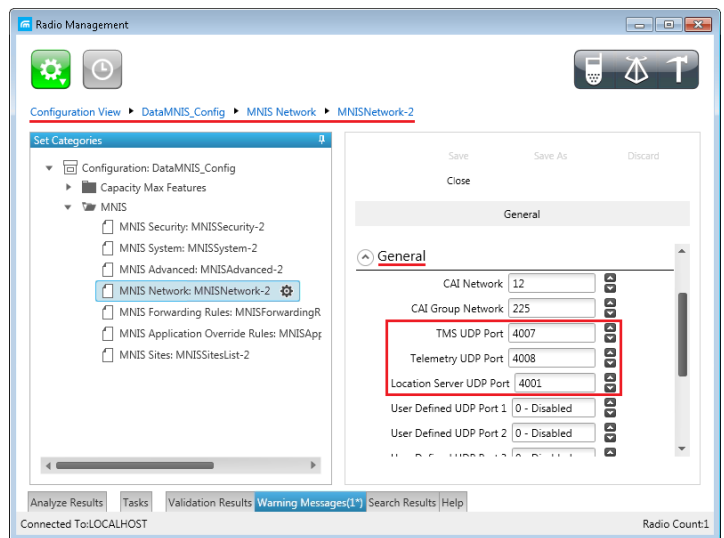 Radio Management
Configuration View DataMNIS_Config MNIS Network MNISNetwork-2
Set Categories
Configuration: DataMNIS_Config
Capacity Max Features
MNIS
MNIS Security: MNISSecurity-2
MNIS System: MNISSystem-2
MNIS Advanced: MNISAdvanced-2
MNIS Network: MNISNetwork-2
MNIS Forwarding Rules: MNISForwardingR
MNIS Application Override Rules: MNISApp
MNIS Sites: MNISSitesList-2
Save Save As Discard
Close
General
General
CAI Network 12
CAI Group Network 225
TMS UDP Port 4007
Telemetry UDP Port 4008
Location Server UDP Port 4001
User Defined UDP Port 1 0 - Disabled
User Defined UDP Port 2 0 - Disabled
Analyze Results Tasks Validation Results Warning Messages(1*) Search Results Help
Connected To:LOCALHOST Radio Count:1